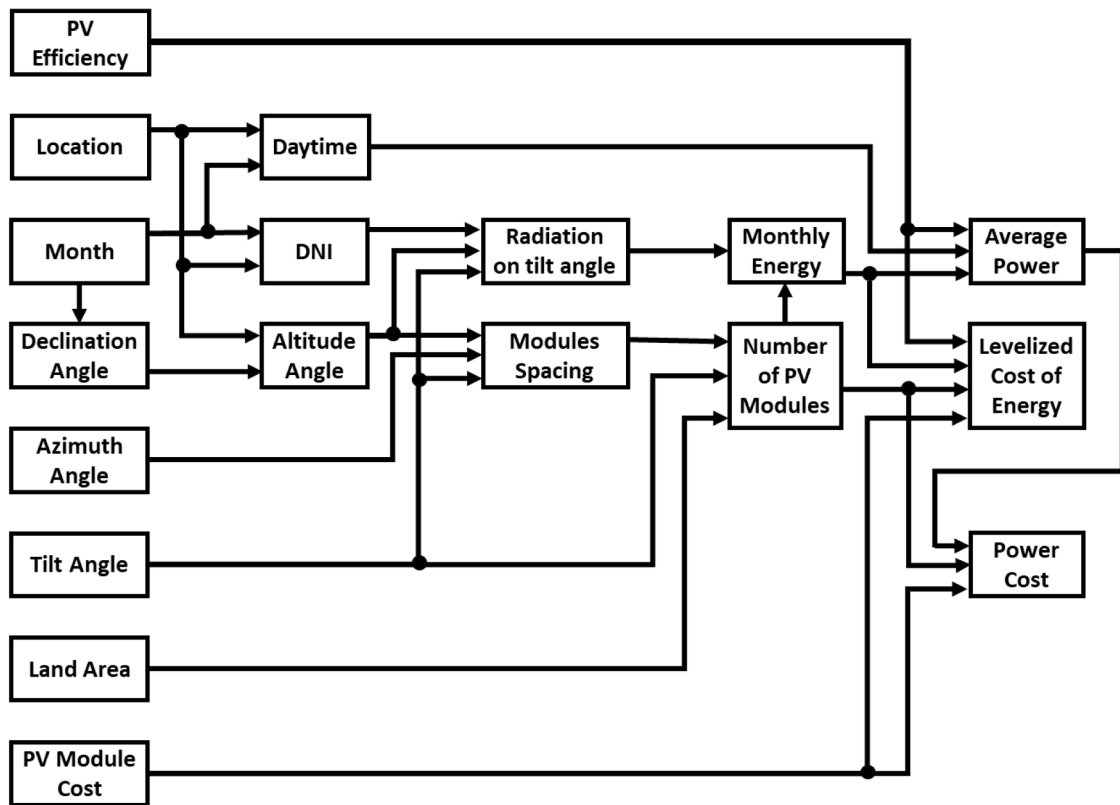 PV
Efficiency
Location
Daytime
Month
DNI
Radiation
on tilt angle
Monthly
Energy
Average
Power
Declination
Angle
Altitude
Angle
Modules
Spacing
Number
of PV
Modules
Levelized
Cost of
Energy
Azimuth
Angle
Tilt Angle
Power
Cost
Land Area
PV Module
Cost